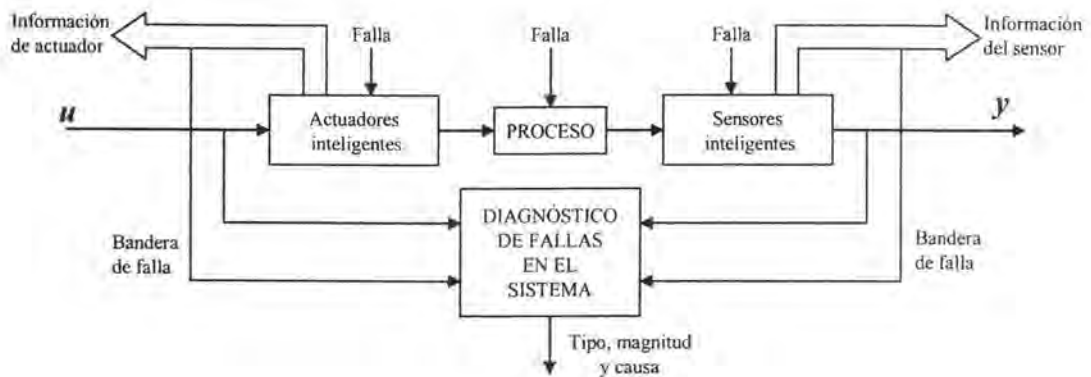 Información
de actuador
Falla
Falla
Falla
Información
del sensor
u
Actuadores
inteligentes
PROCESO
Sensores
inteligentes
y
Bandera
de falla
DIAGNÓSTICO
DE FALLAS
EN EL
SISTEMA
Bandera
de falla
Tipo, magnitud
y causa